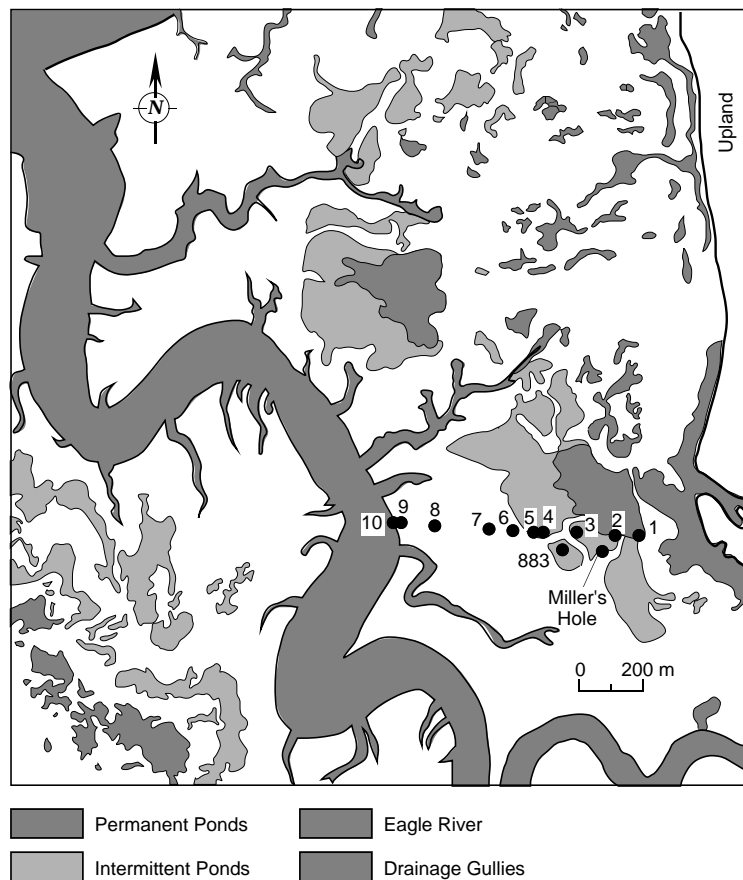 N
Upland
10 9 8 7 6 5 4 3 2 1
883
Miller's
Hole
0 200 m
Permanent Ponds
Eagle River
Intermittent Ponds
Drainage Gullies